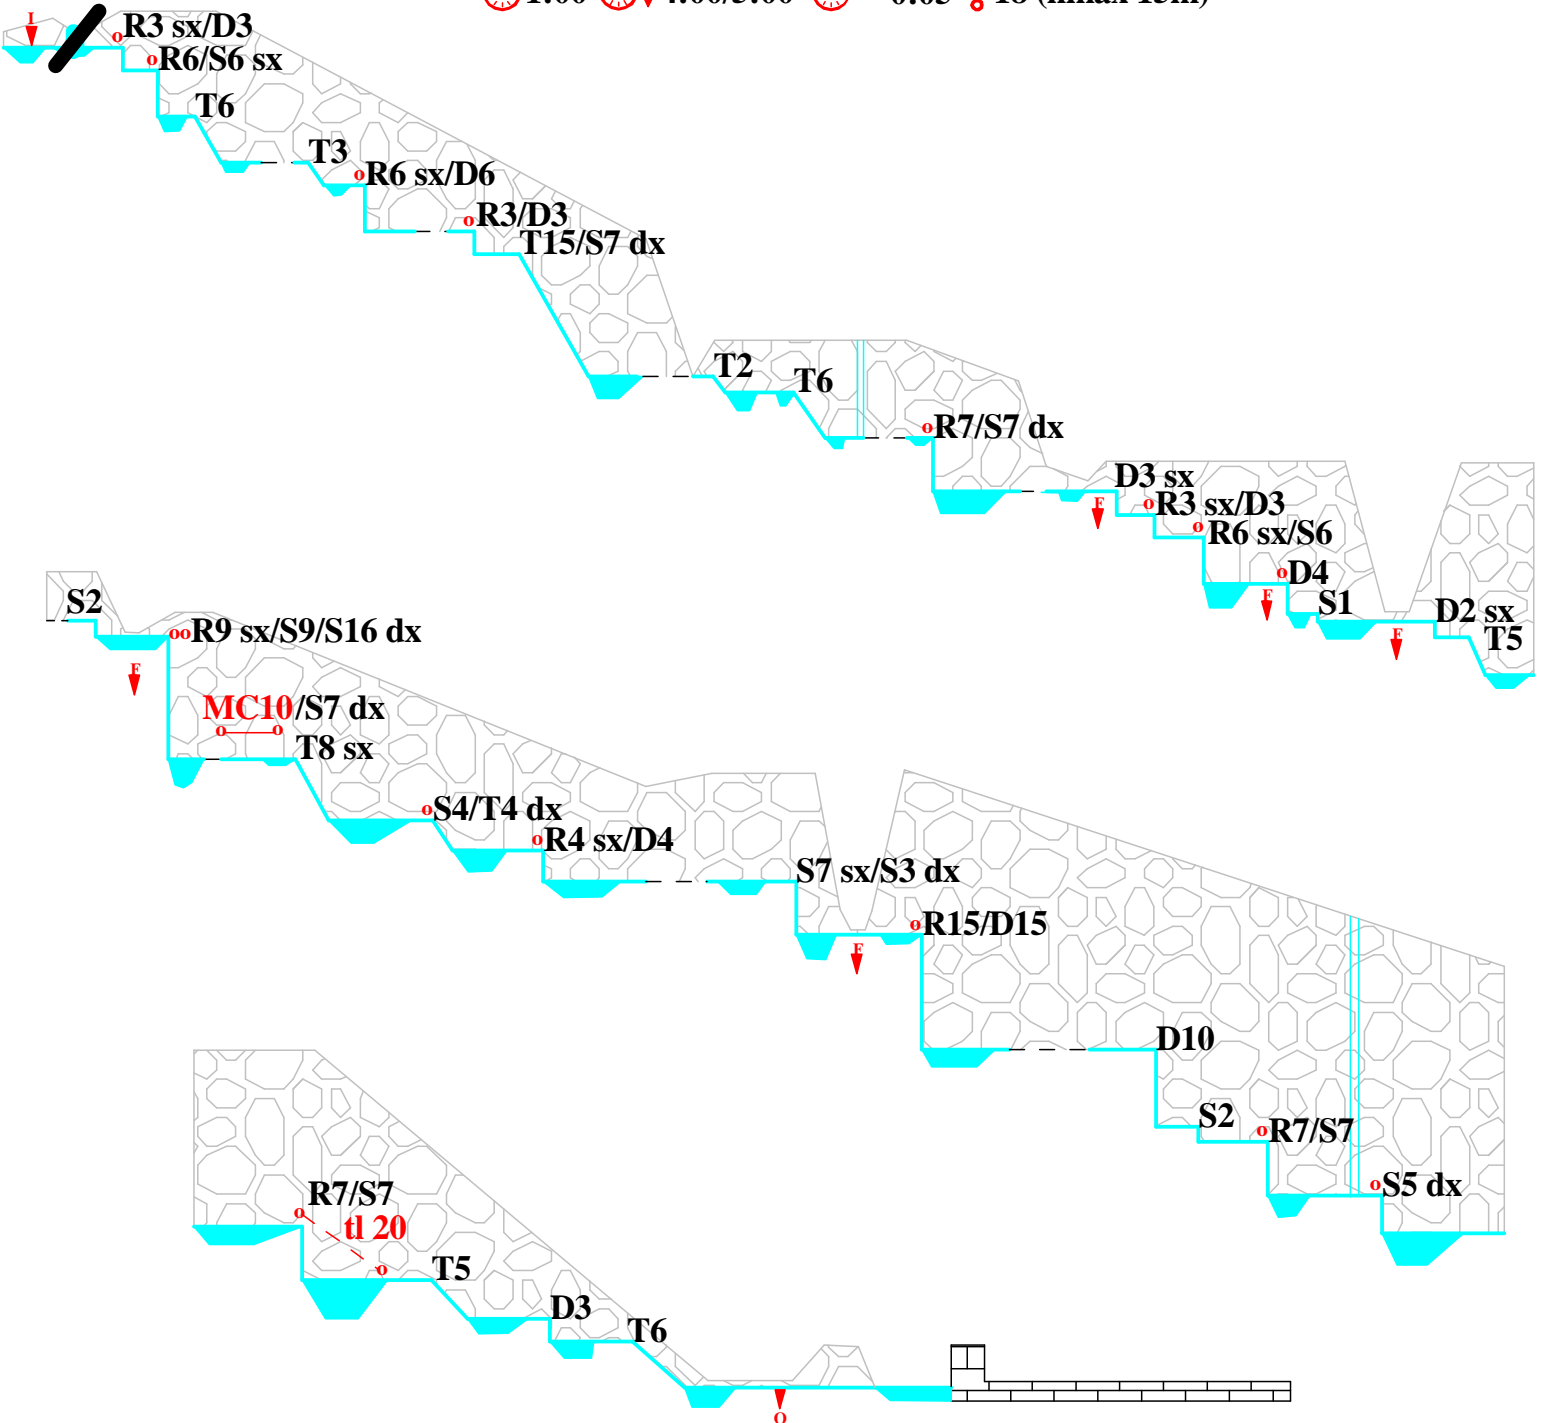 I
R3 sx/D3
R6/S6 sx
T6
T3
R6 sx/D6
R3/D3
T15/S7 dx
T2
T6
R7/S7 dx
D3 sx
F
R3 sx/D3
R6 sx/S6
D4
F
S1
F
D2 sx
T5
S2
F
R9 sx/S9/S16 dx
MC10/S7 dx
T8 sx
S4/T4 dx
R4 sx/D4
S7 sx/S3 dx
F
R15/D15
D10
S2
R7/S7
S5 dx
R7/S7
tl 20
T5
D3
T6
O